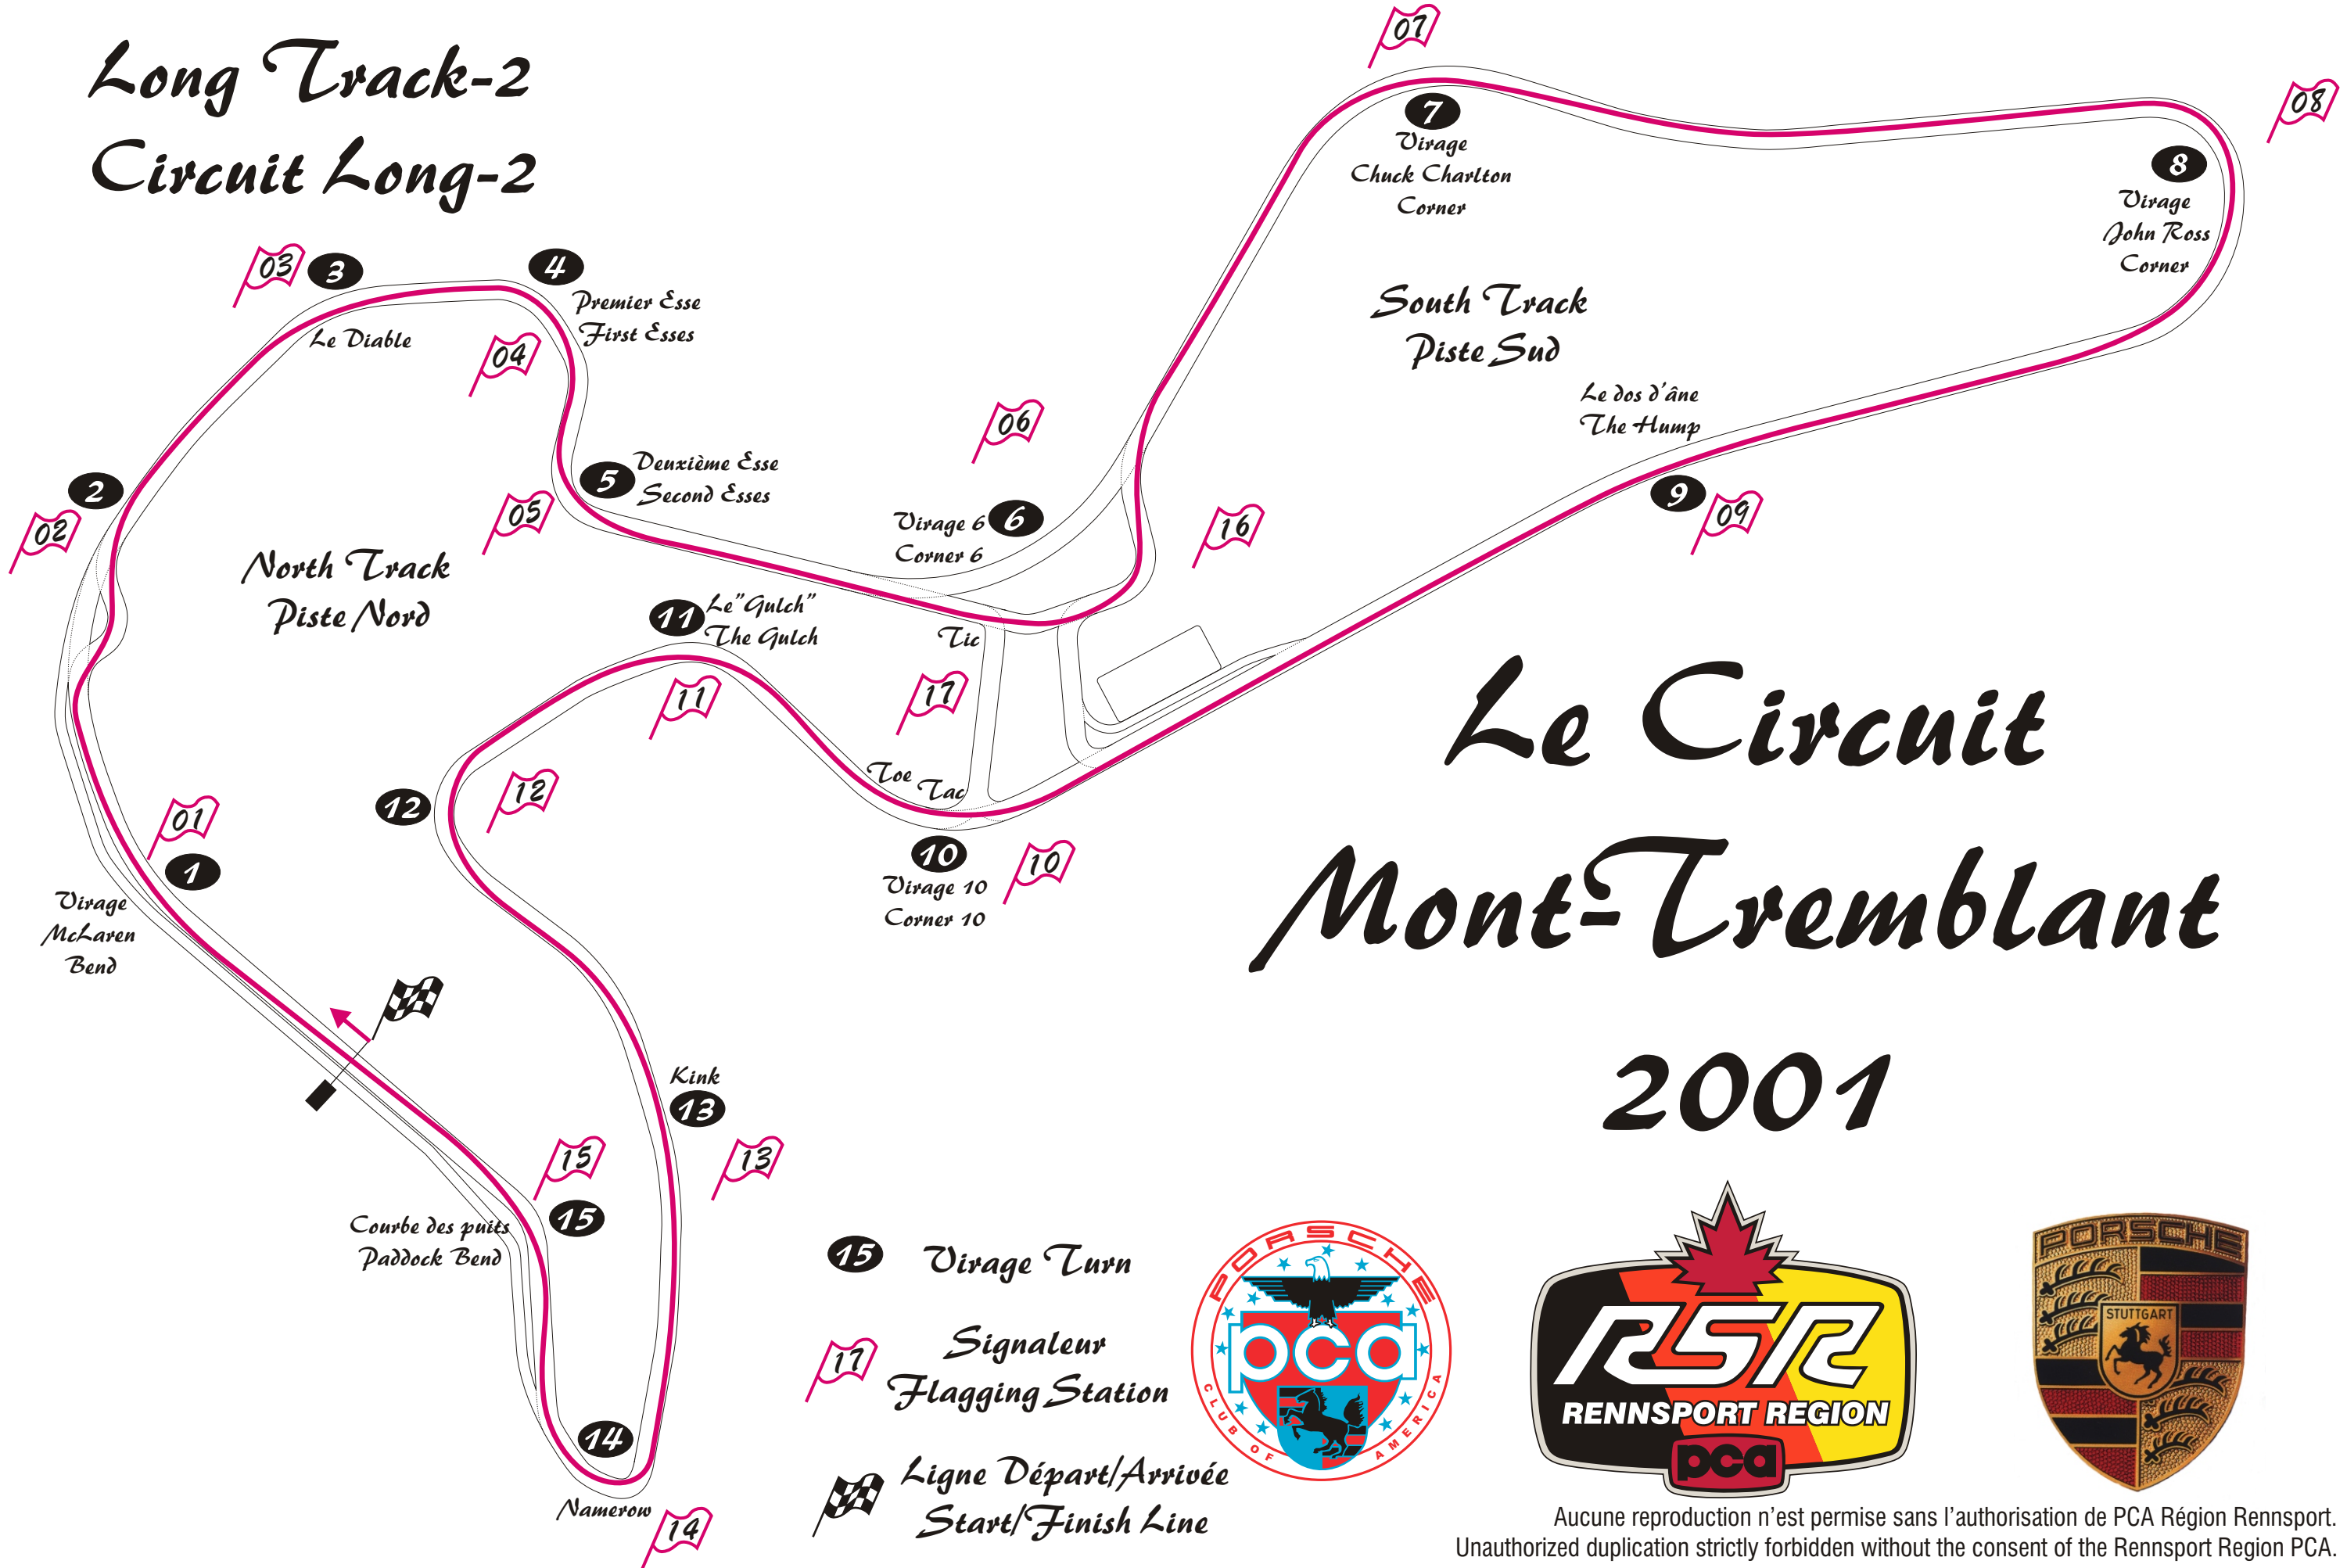 Long Track-2
Circuit Long-2
07
08
7
Virage
Chuck Charlton
Corner
8
Virage
John Ross
Corner
03
3
Le Diable
4
Premier Esse
First Esses
04
South Track
Piste Sud
Le dos d'âne
The Hump
9
09
2
02
5
Deuxième Esse
Second Esses
05
06
Virage 6
Corner 6
6
16
North Track
Piste Nord
11
Le"Gulch"
The Gulch
11
Tic
17
Toe
Tac
12
12
10
Virage 10
Corner 10
10
01
1
Virage
McLaren
Bend
Le Circuit
Mont-Tremblant
2001
Kink
13
13
15
15
Courbe des puits
Paddock Bend
14
Namerow
14
15
Virage Turn
17
Signaleur
Flagging Station
Ligne Départ/Arrivée
Start/Finish Line
PORSCHE
pca
CLUB OF AMERICA
RSR
RENNSPORT REGION
pca
PORSCHE
STUTTGART
Aucune reproduction n'est permise sans l'authorisation de PCA Région Rennsport.
Unauthorized duplication strictly forbidden without the consent of the Rennsport Region PCA.